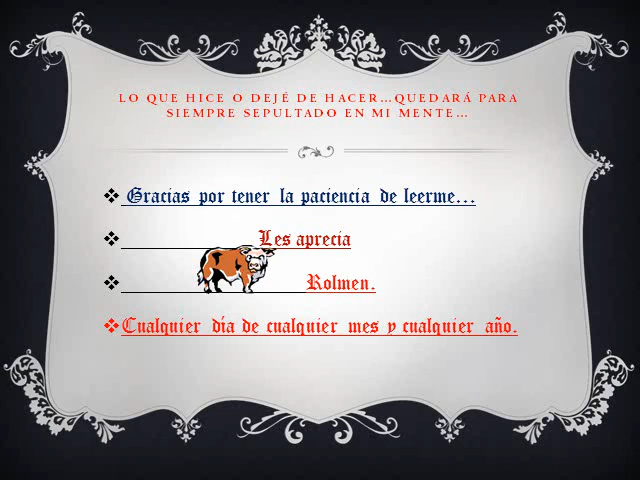 LO QUE HICE O DEJÉ DE HACER...QUEDARÁ PARA
SIEMPRE SEPULTADO EN MI MENTE...
Gracias por tener la paciencia de leerme...
Les aprecia
Rolmen.
Cualquier día de cualquier mes y cualquier año.